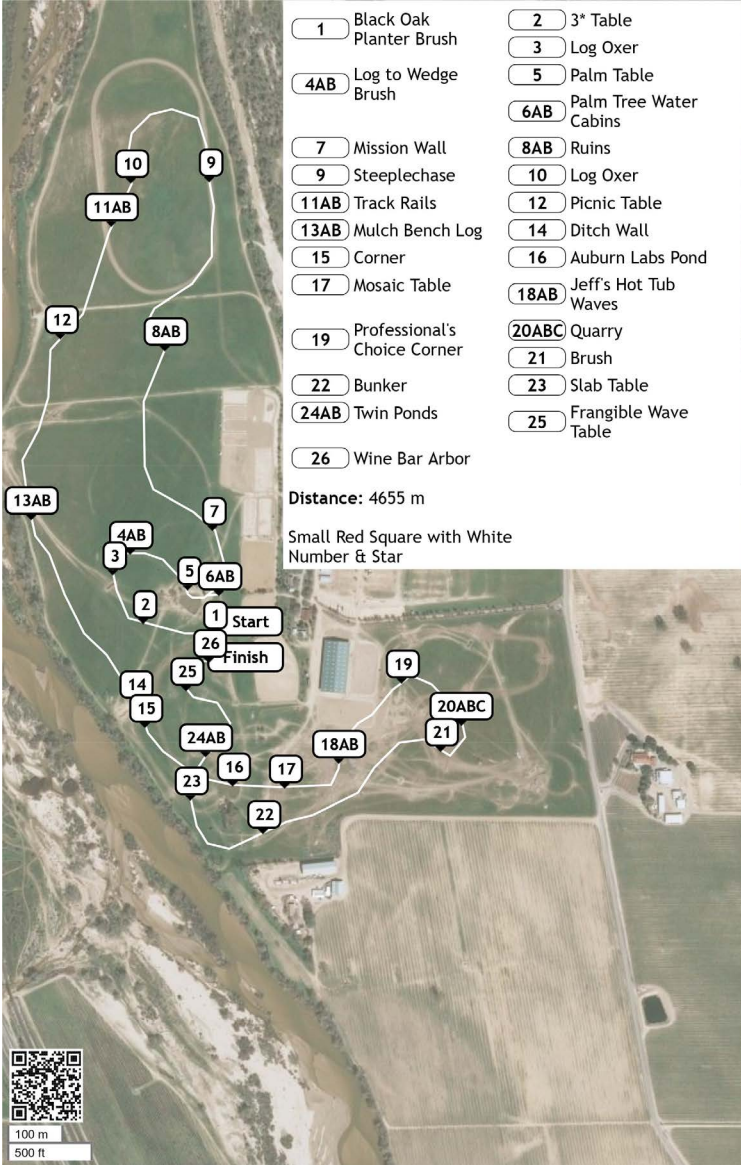 1 Black Oak
Planter Brush
2 3* Table
3 Log Oxer
4AB Log to Wedge
Brush
5 Palm Table
6AB Palm Tree Water
Cabins
7 Mission Wall
8AB Ruins
9 Steeplechase
10 Log Oxer
11AB Track Rails
12 Picnic Table
13AB Mulch Bench Log
14 Ditch Wall
15 Corner
16 Auburn Labs Pond
17 Mosaic Table
18AB Jeff's Hot Tub
Waves
19 Professional's
Choice Corner
20ABC Quarry
21 Brush
22 Bunker
23 Slab Table
24AB Twin Ponds
25 Frangible Wave
Table
26 Wine Bar Arbor
Distance: 4655 m
Small Red Square with White
Number & Star
10
9
11AB
12
8AB
13AB
7
4AB
3
5
6AB
2
1
Start
26
Finish
25
19
14
15
20ABC
21
24AB
18AB
16
17
23
22
100 m
500 ft